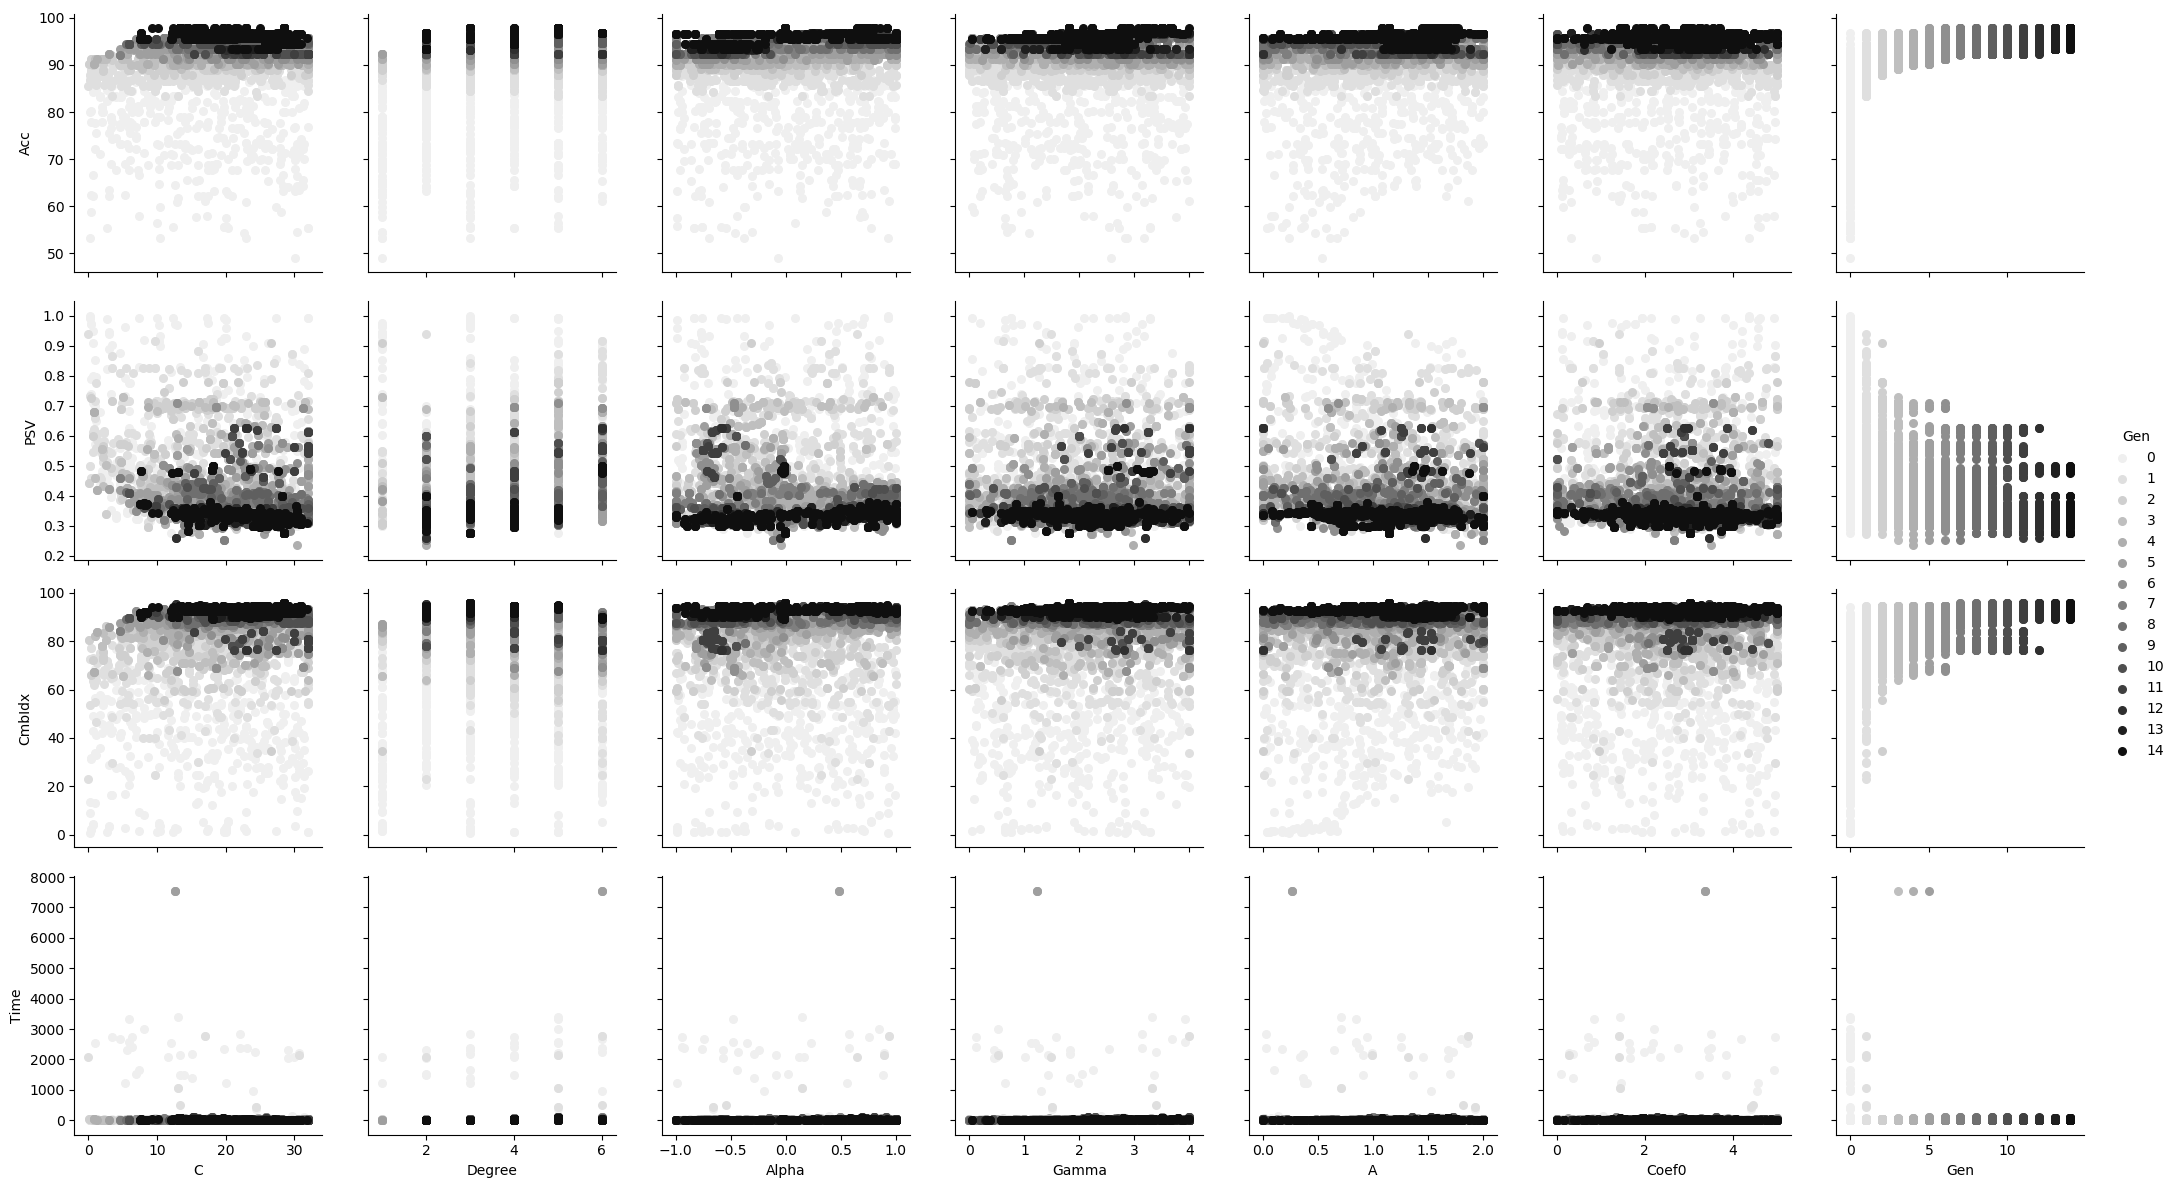 100
90
80
70
60
50
Acc
1.0
0.9
0.8
0.7
0.6
0.5
0.4
0.3
0.2
PSV
100
80
60
40
20
0
CmbIdx
8000
7000
6000
5000
4000
3000
2000
1000
0
Time
0 10 20 30
C
2 4 6
Degree
−1.0 −0.5 0.0 0.5 1.0
Alpha
0 1 2 3 4
Gamma
0.0 0.5 1.0 1.5 2.0
A
0 2 4
Coef0
0 5 10
Gen
Gen
0
1
2
3
4
5
6
7
8
9
10
11
12
13
14